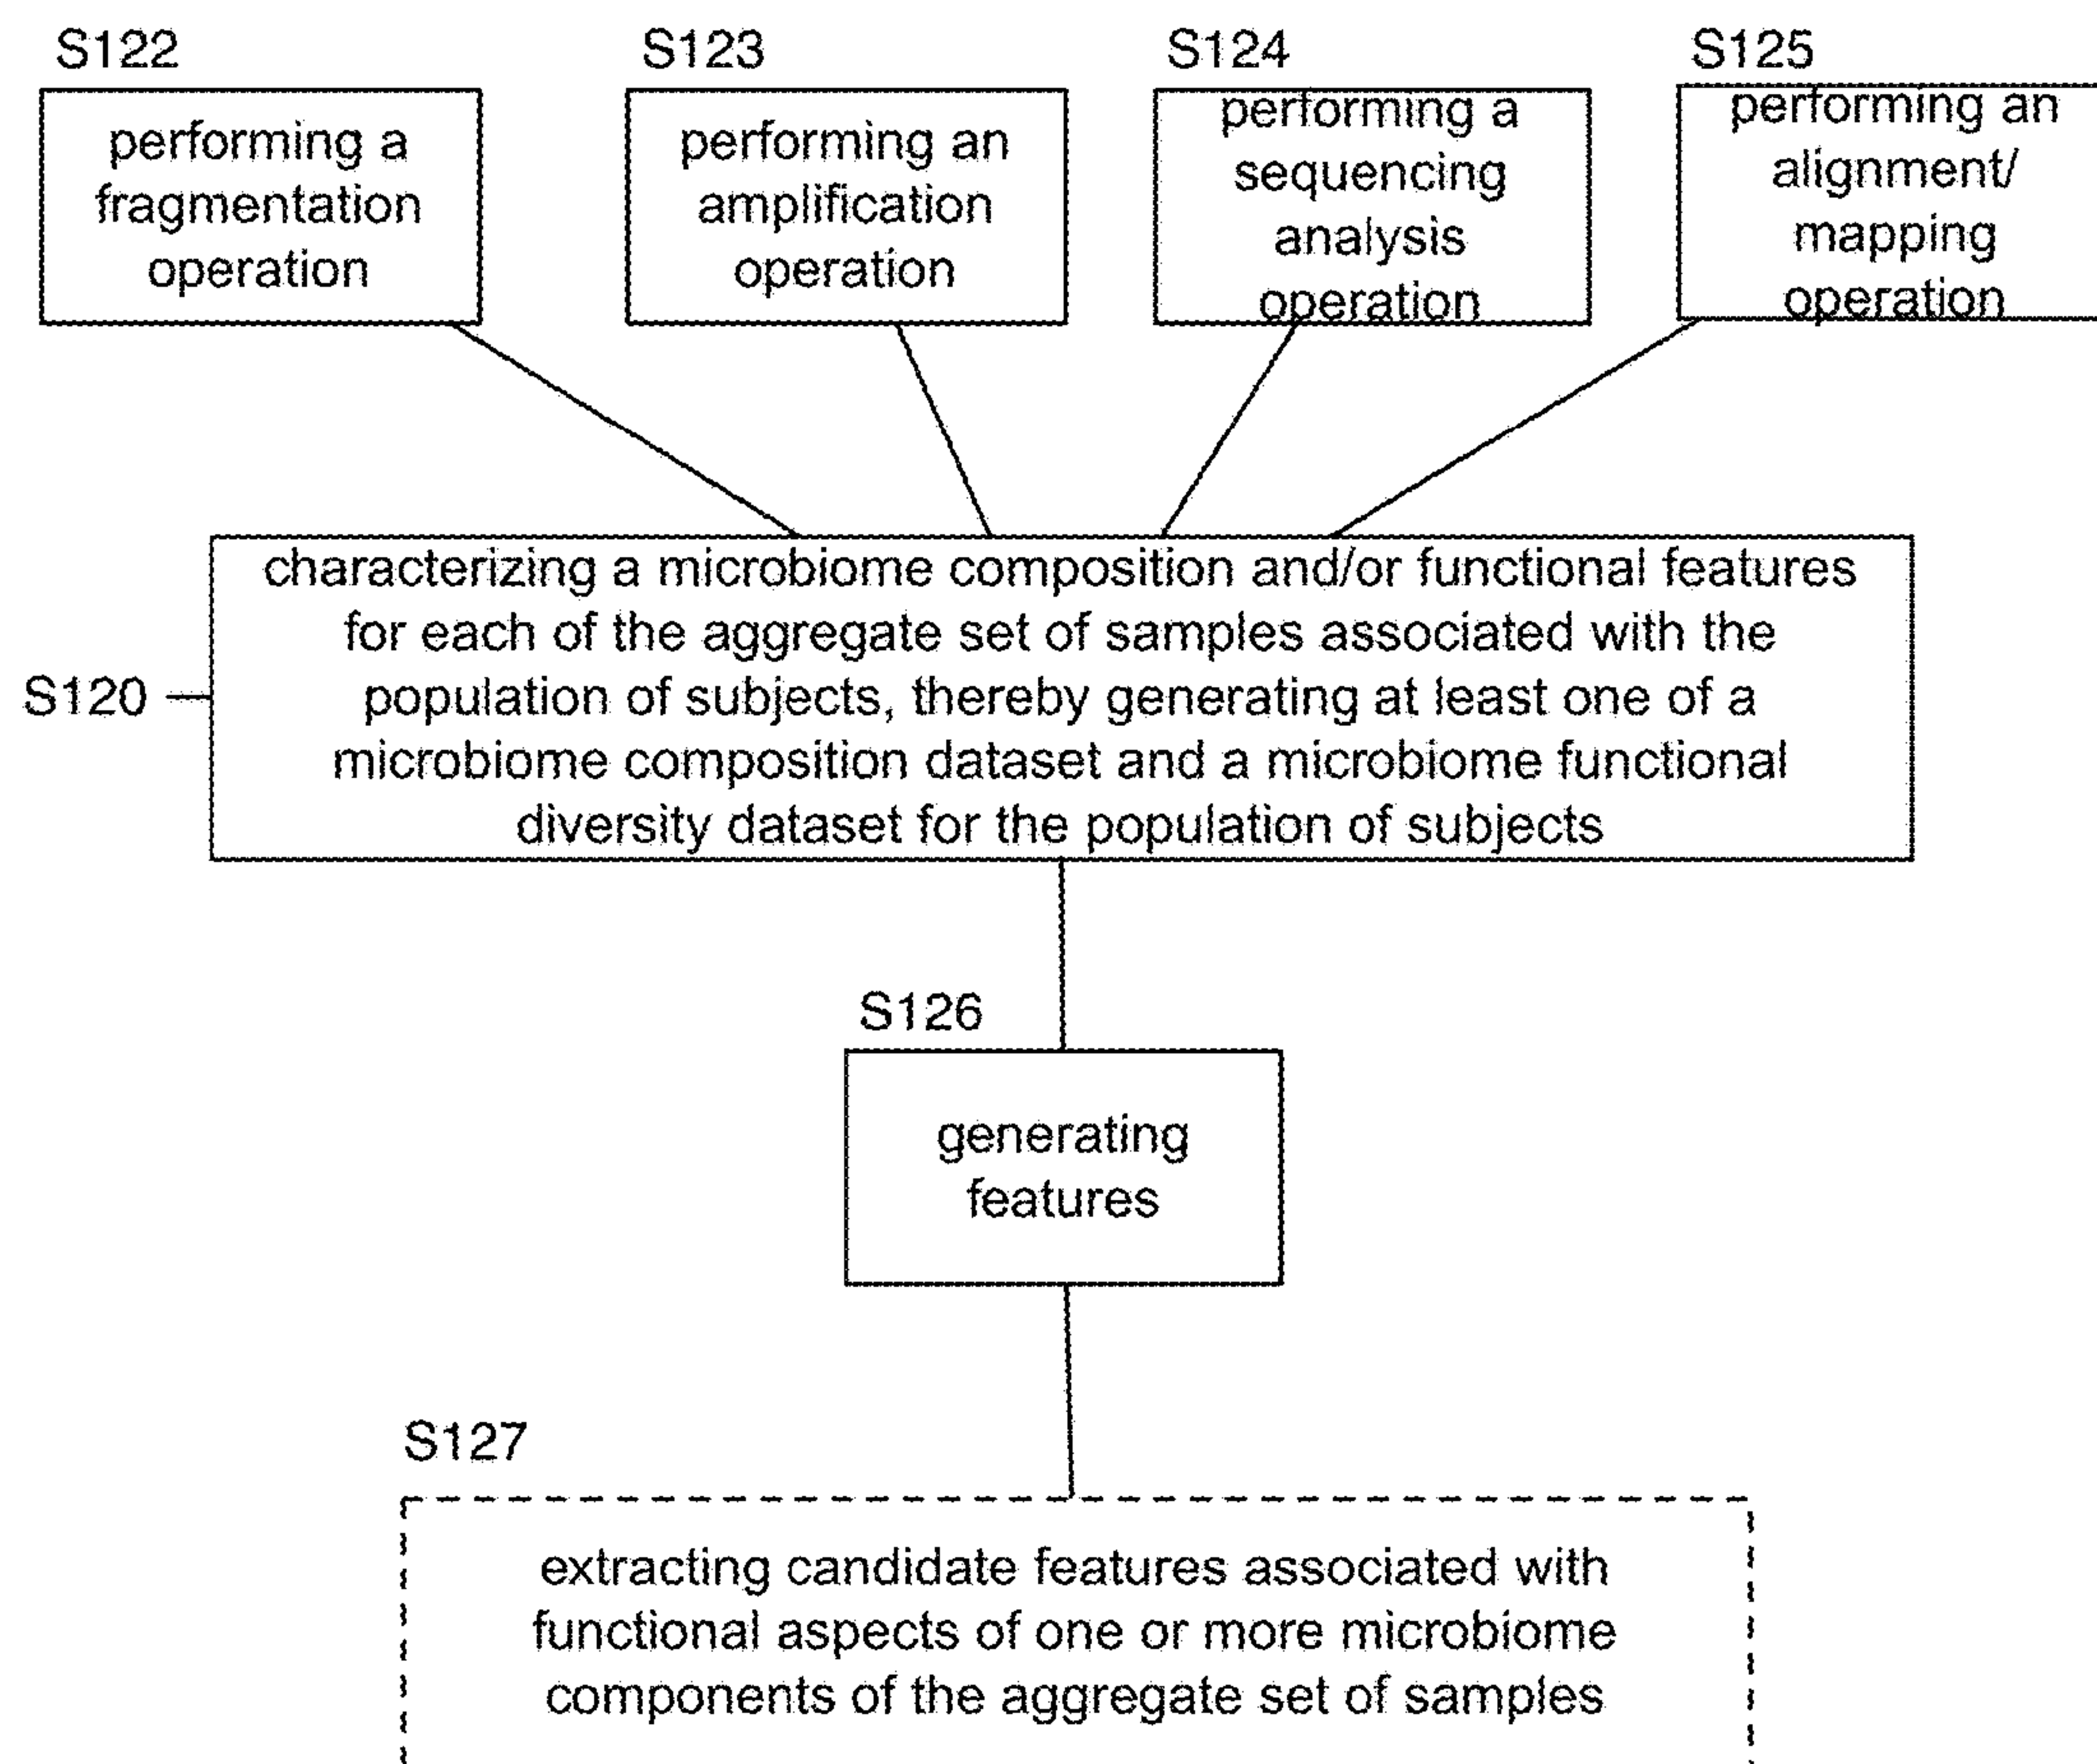 S122
performing a
fragmentation
operation
S123
performing an
amplification
operation
S124
performing a
sequencing
analysis
operation
S125
performing an
alignment/
mapping
operation
S120
characterizing a microbiome composition and/or functional features
for each of the aggregate set of samples associated with the
population of subjects, thereby generating at least one of a
microbiome composition dataset and a microbiome functional
diversity dataset for the population of subjects
S126
generating
features
S127
extracting candidate features associated with
functional aspects of one or more microbiome
components of the aggregate set of samples